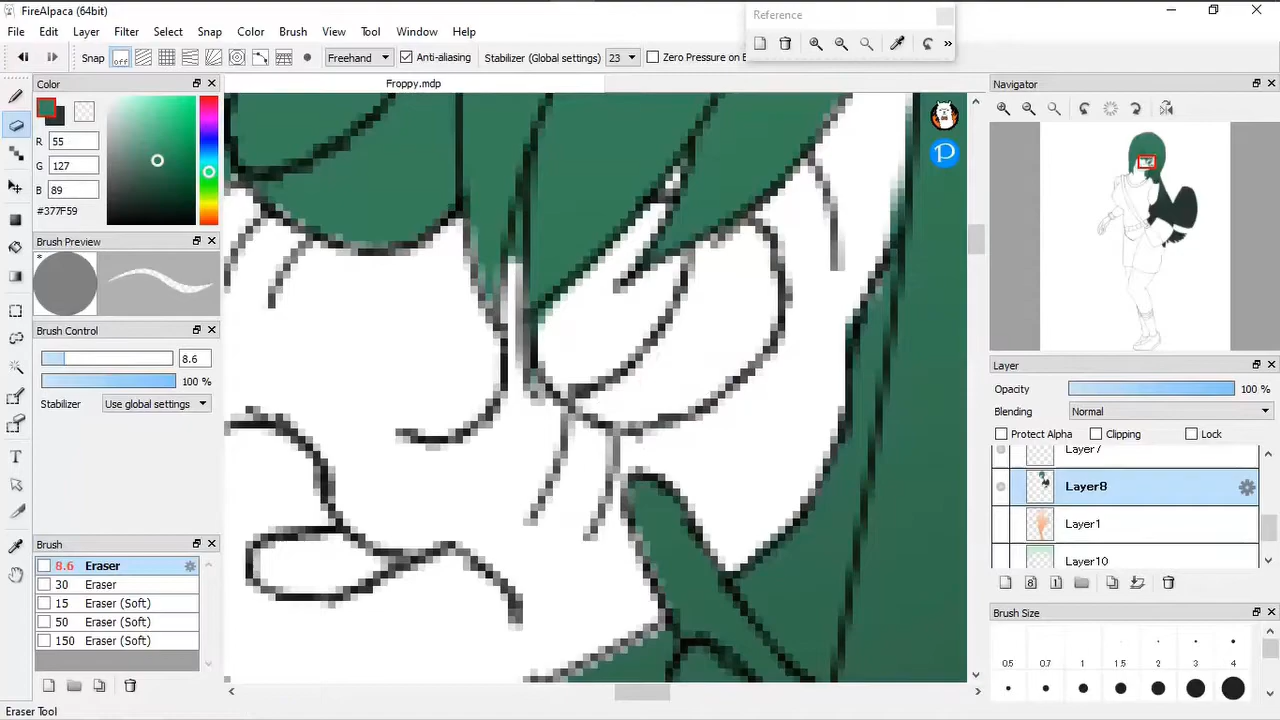 FireAlpaca (64bit)
Reference
File Edit Layer Filter Select Snap Color Brush View Tool Window Help
Snap off Freehand Anti-aliasing Stabilizer (Global settings) 23 Zero Pressure on E
Color
Froppy.mdp
Navigator
R 55
G 127
B 89
#377F59
Brush Preview
*
Brush Control
8.6
100 %
Stabilizer Use global settings
Layer
Opacity 100 %
Blending Normal
Protect Alpha Clipping Lock
Layer7
Layer8
Layer1
Layer10
Brush
8.6 Eraser
30 Eraser
15 Eraser (Soft)
50 Eraser (Soft)
150 Eraser (Soft)
Brush Size
0.5 0.7 1 1.5 2 3 4
Eraser Tool
P